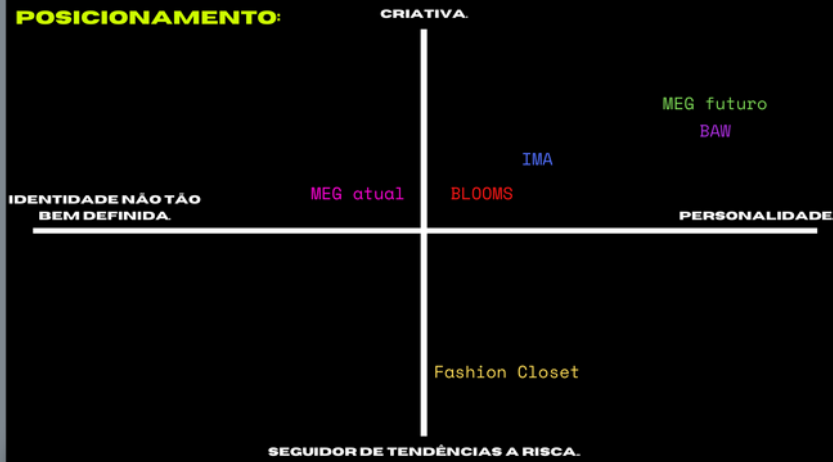 POSICIONAMENTO:
CRIATIVA.
MEG futuro
BAW
IMA
MEG atual
BLOOMS
IDENTIDADE NÃO TÃO
BEM DEFINIDA.
PERSONALIDADE
Fashion Closet
SEGUIDOR DE TENDÊNCIAS A RISCA.